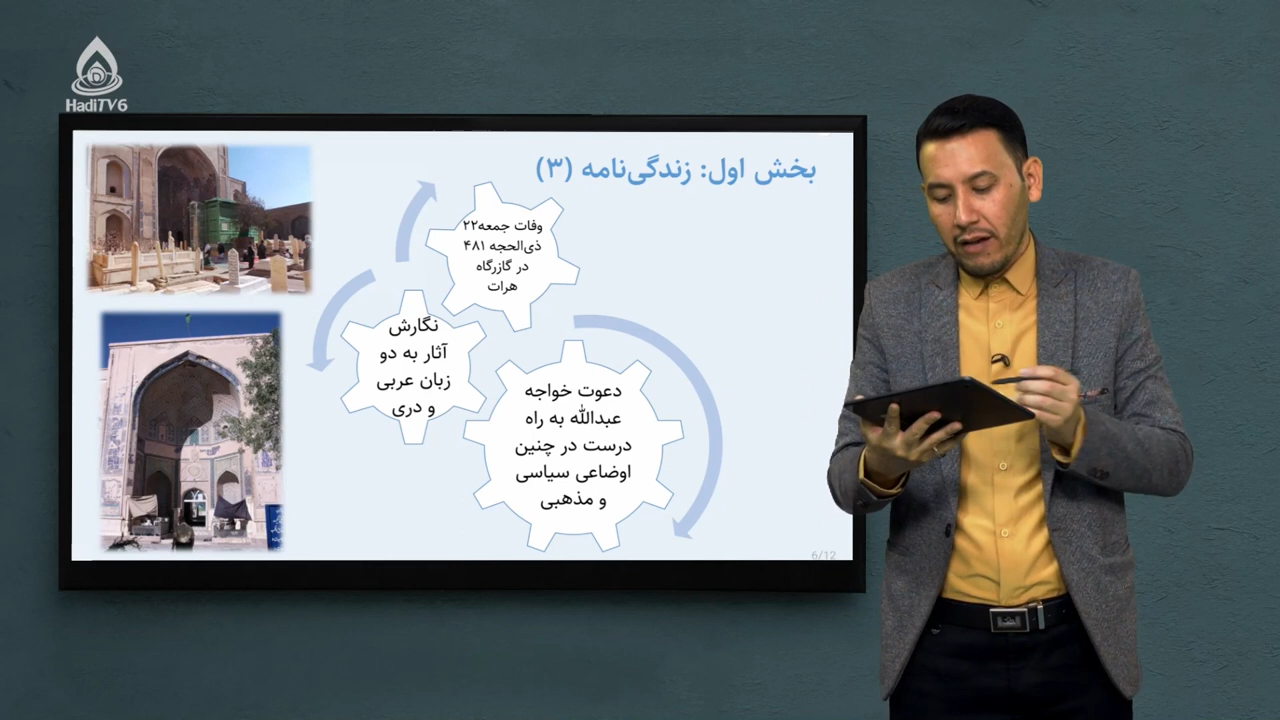 HadiTV6
بخش اول: زندگی‌نامه (۳)
وفات جمعه۲۲
ذی‌الحجه ۴۸۱
در گازرگاه
هرات
نگارش
آثار به دو
زبان عربی
و دری
دعوت خواجه
عبدالله به راه
درست در چنین
اوضاعی سیاسی
و مذهبی
6/12